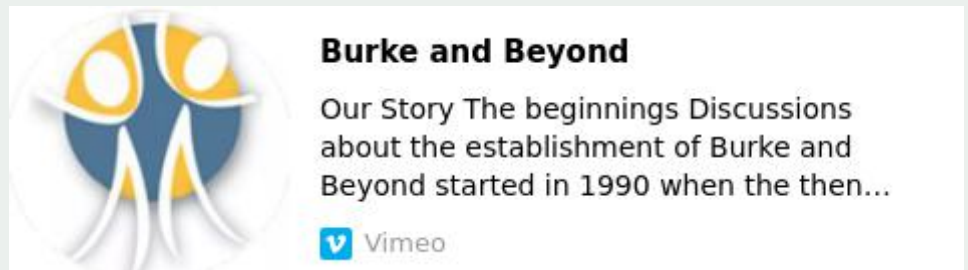 Burke and Beyond
Our Story The beginnings Discussions
about the establishment of Burke and
Beyond started in 1990 when the then...
Vimeo